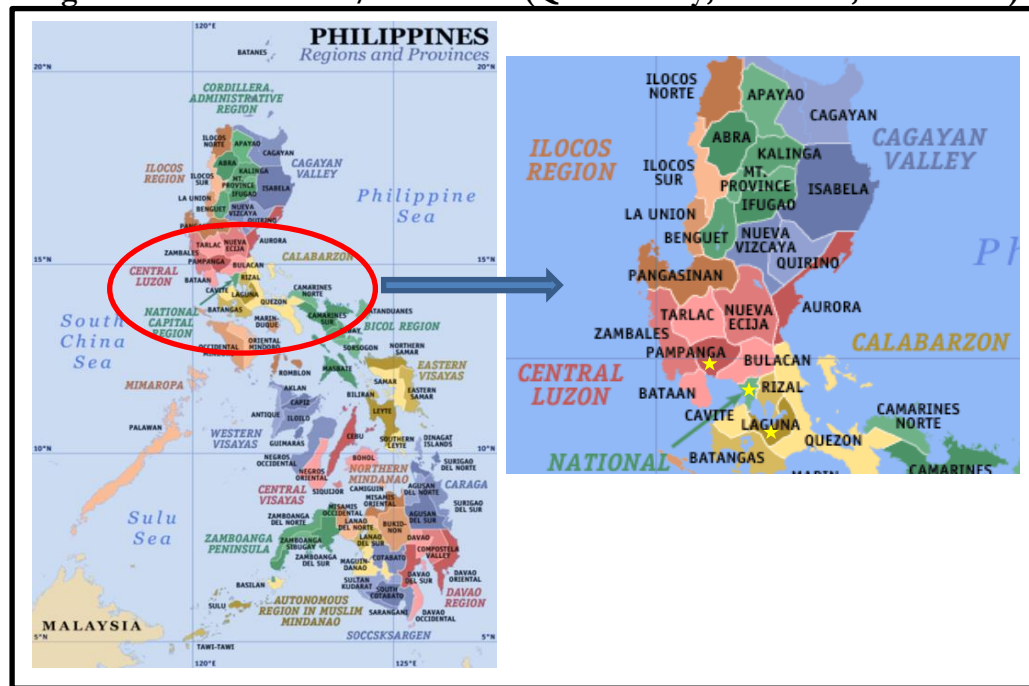 120°E
PHILIPPINES
Regions and Provinces
BATANES
20°N
20°N
CORDILLERA
ADMINISTRATIVE
REGION
ILOCOS
NORTE
APAYAO
CAGAYAN
ABRA
KALINGA
CAGAYAN
VALLEY
ILOCOS
REGION
ILOCOS
SUR
MT.
PROVINCE
ISABELA
IFUGAO
LA UNION
BENGUET
NUEVA
VIZCAYA
QUIRINO
Philippine
Sea
TARLAC
NUEVA
ECIJA
AURORA
ZAMBALES
PAMPANGA
BULACAN
CALABARZON
15°N
15°N
CENTRAL
LUZON
BATAAN
RIZAL
CAVITE
LAGUNA
CAMARINES
NORTE
NATIONAL
CAPITAL
REGION
BATANGAS
QUEZON
MARIN-
DUQUE
CAMARINES
SUR
BICOL REGION
South
China
Sea
OCCIDENTAL
ORIENTAL
MINDORO
SORSOGON
NORTHERN
SAMAR
ROMBLON
MASBATE
EASTERN
VISAYAS
MIMAROPA
AKLAN
CAPIZ
BILIRAN
SAMAR
EASTERN
SAMAR
ANTIQUE
ILOILO
LEYTE
PALAWAN
WESTERN
VISAYAS
GUIMARAS
CEBU
SOUTHERN
LEYTE
DINAGAT
ISLANDS
10°N
10°N
NEGROS
OCCIDENTAL
BOHOL
NEGROS
ORIENTAL
NORTHERN
MINDANAO
SURIGAO
DEL NORTE
CENTRAL
VISAYAS
SIQUIJOR
CAMIGUIN
AGUSAN
DEL NORTE
CARAGA
MISAMIS
OCCIDENTAL
MISAMIS
ORIENTAL
SURIGAO
DEL SUR
Sulu
Sea
ZAMBOANGA
DEL NORTE
LANAO
DEL NORTE
BUKID-
NON
AGUSAN
DEL SUR
ZAMBOANGA
PENINSULA
ZAMBOANGA
SIBUGAY
LANAO
DEL SUR
DAVAO
COMPOSTELA
VALLEY
ZAMBOANGA
DEL SUR
MAGUIN-
DANAO
COTABATO
DAVAO
DEL SUR
DAVAO
ORIENTAL
BASILAN
SULTAN
KUDARAT
SOUTH
COTABATO
DAVAO
REGION
AUTONOMOUS
REGION IN MUSLIM
MINDANAO
SULU
SARANGANI
DAVAO
OCCIDENTAL
MALAYSIA
SOCCSKSARGEN
5°N
5°N
TAWI-TAWI
120°E
125°E
ILOCOS
NORTE
APAYAO
CAGAYAN
ABRA
CAGAYAN
VALLEY
ILOCOS
REGION
KALINGA
ILOCOS
SUR
MT.
PROVINCE
ISABELA
IFUGAO
LA UNION
BENGUET
NUEVA
VIZCAYA
QUIRINO
PANGASINAN
AURORA
TARLAC
NUEVA
ECIJA
ZAMBALES
CALABARZON
PAMPANGA
BULACAN
CENTRAL
LUZON
BATAAN
RIZAL
CAVITE
LAGUNA
CAMARINES
NORTE
QUEZON
BATANGAS
NATIONAL
CAMARINES